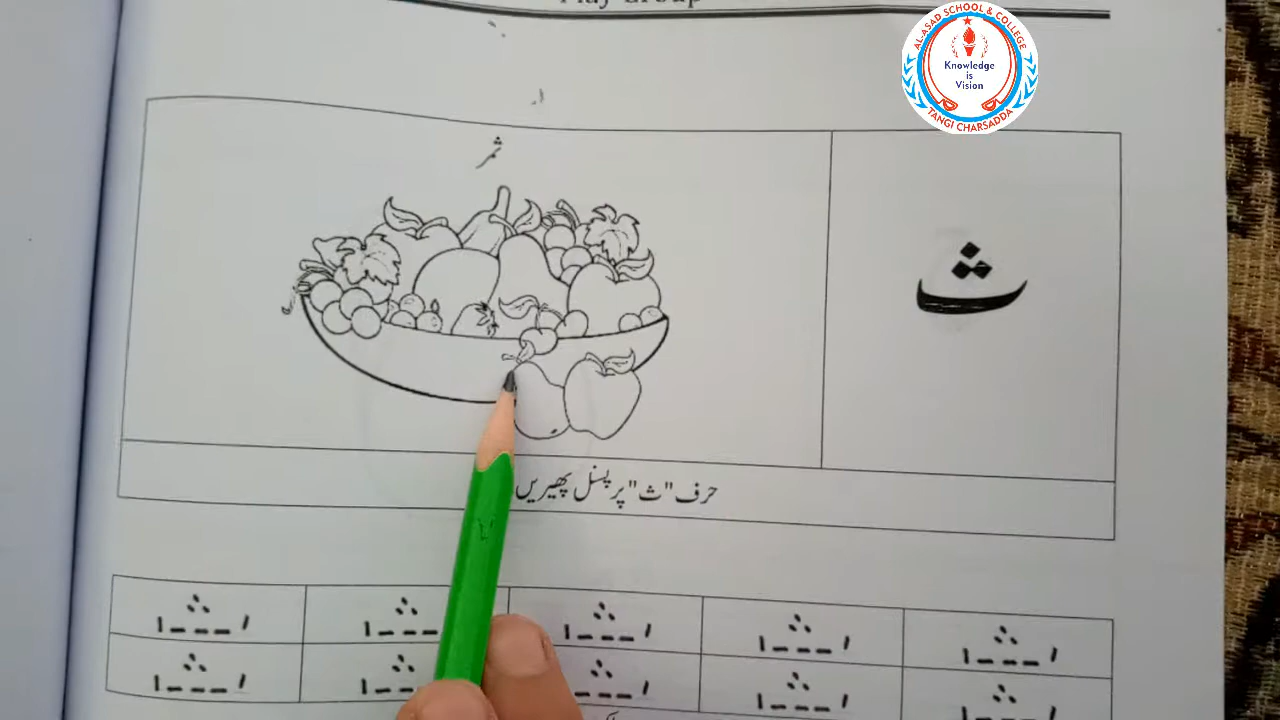 Play Group
AL-ASAD SCHOOL & COLLEGE
Knowledge
is
Vision
TANGI CHARSADDA
ثمر
ث
حرف "ث" پر پنسل پھیریں
ث ث ث ث ث
ث ث ث ث ث